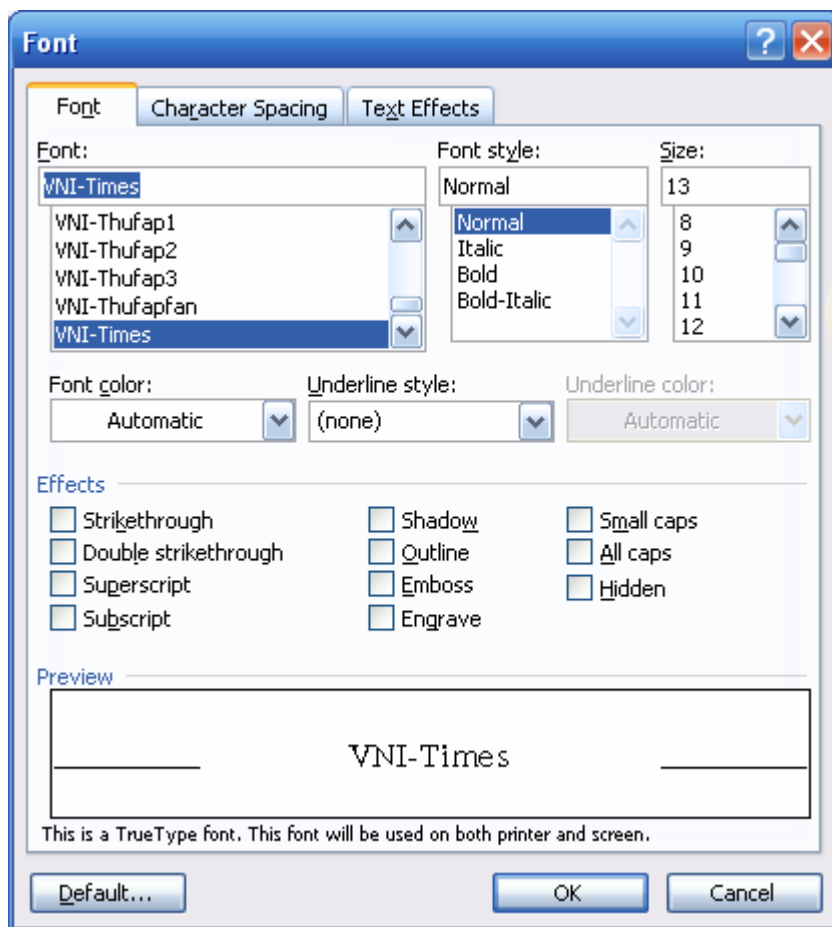 Font
Font Character Spacing Text Effects
Font: Font style: Size:
VNI-Times Normal 13
VNI-Thufap1 Normal 8
VNI-Thufap2 Italic 9
VNI-Thufap3 Bold 10
VNI-Thufapfan Bold-Italic 11
VNI-Times 12
Font color: Underline style: Underline color:
Automatic (none) Automatic
Effects
Strikethrough Shadow Small caps
Double strikethrough Outline All caps
Superscript Emboss Hidden
Subscript Engrave
Preview
VNI-Times
This is a TrueType font. This font will be used on both printer and screen.
Default... OK Cancel